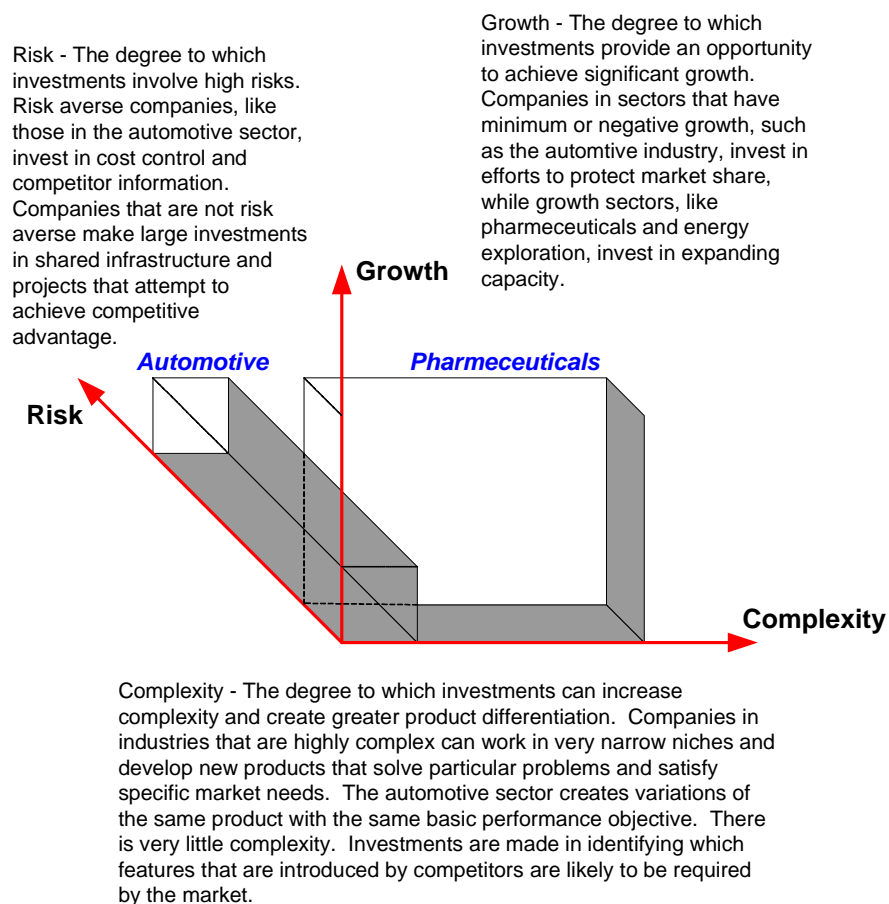 Risk - The degree to which
investments involve high risks.
Risk averse companies, like
those in the automotive sector,
invest in cost control and
competitor information.
Companies that are not risk
averse make large investments
in shared infrastructure and
projects that attempt to
achieve competitive
advantage.
Growth - The degree to which
investments provide an opportunity
to achieve significant growth.
Companies in sectors that have
minimum or negative growth, such
as the automtive industry, invest in
efforts to protect market share,
while growth sectors, like
pharmeceuticals and energy
exploration, invest in expanding
capacity.
Growth
Automotive
Pharmeceuticals
Risk
Complexity
Complexity - The degree to which investments can increase
complexity and create greater product differentiation.  Companies in
industries that are highly complex can work in very narrow niches and
develop new products that solve particular problems and satisfy
specific market needs.  The automotive sector creates variations of
the same product with the same basic performance objective.  There
is very little complexity.  Investments are made in identifying which
features that are introduced by competitors are likely to be required
by the market.